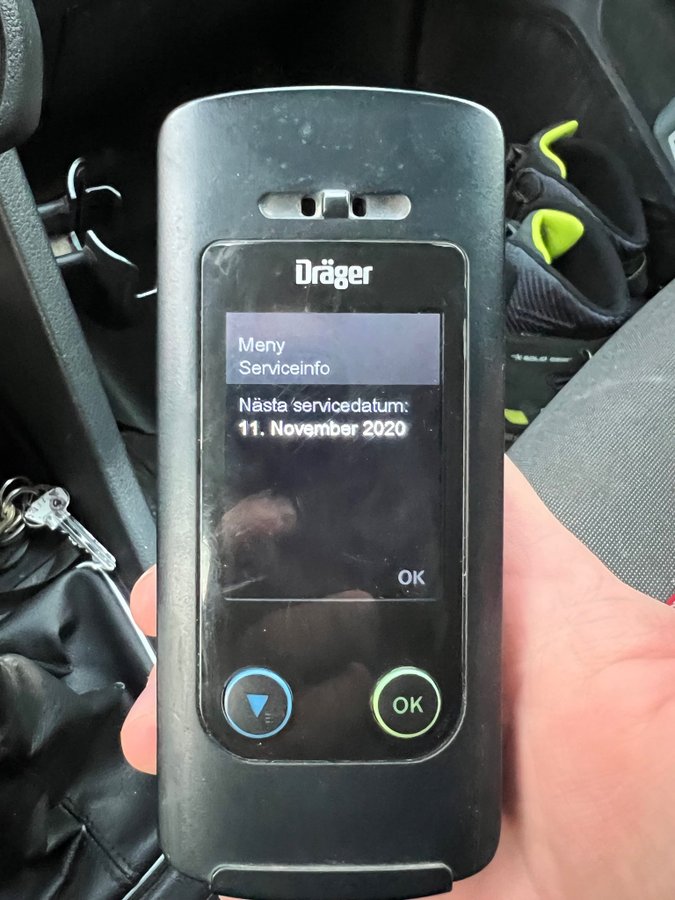 Dräger
Meny
Serviceinfo
Nästa servicedatum:
11. November 2020
OK
OK